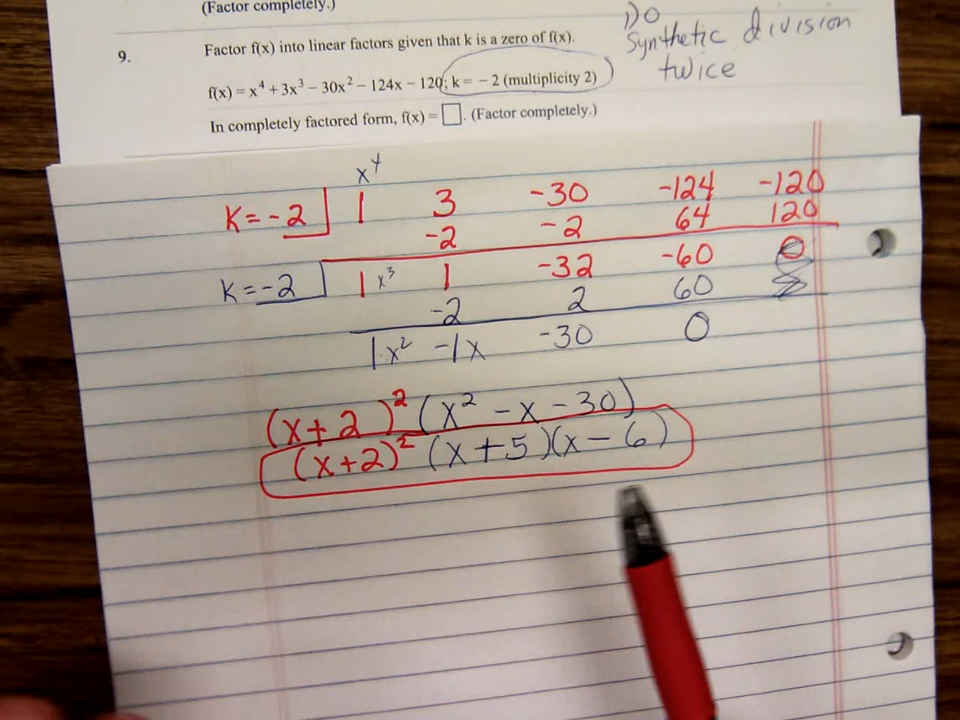 (Factor completely.)
DO
Synthetic division
twice
9. Factor f(x) into linear factors given that k is a zero of f(x).
f(x) = x⁴ + 3x³ − 30x² − 124x − 120; k = − 2 (multiplicity 2)
In completely factored form, f(x) = □. (Factor completely.)
x⁴
K = -2 1 3 -30 -124 -120
-2 -2 64 120
K = -2 1 x³ 1 -32 -60 0
-2 2 60
1x² -1x -30 0
(x+2)² (x² - x - 30)
(x+2)² (x+5)(x-6)